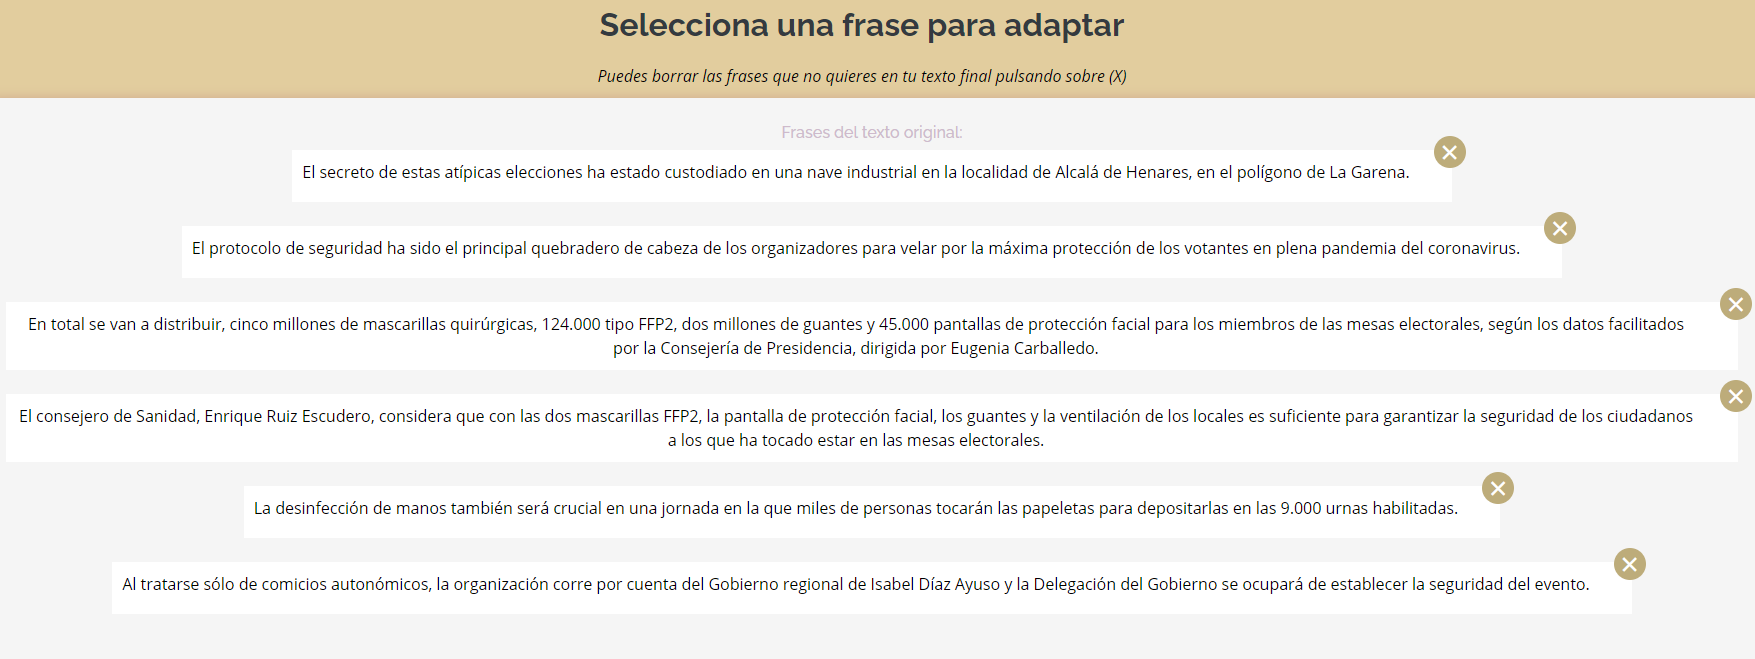 Selecciona una frase para adaptar
Puedes borrar las frases que no quieres en tu texto final pulsando sobre (X)
Frases del texto original:
El secreto de estas atípicas elecciones ha estado custodiado en una nave industrial en la localidad de Alcalá de Henares, en el polígono de La Garena.
El protocolo de seguridad ha sido el principal quebradero de cabeza de los organizadores para velar por la máxima protección de los votantes en plena pandemia del coronavirus.
En total se van a distribuir, cinco millones de mascarillas quirúrgicas, 124.000 tipo FFP2, dos millones de guantes y 45.000 pantallas de protección facial para los miembros de las mesas electorales, según los datos facilitados
por la Consejería de Presidencia, dirigida por Eugenia Carballedo.
El consejero de Sanidad, Enrique Ruiz Escudero, considera que con las dos mascarillas FFP2, la pantalla de protección facial, los guantes y la ventilación de los locales es suficiente para garantizar la seguridad de los ciudadanos
a los que ha tocado estar en las mesas electorales.
La desinfección de manos también será crucial en una jornada en la que miles de personas tocarán las papeletas para depositarlas en las 9.000 urnas habilitadas.
Al tratarse sólo de comicios autonómicos, la organización corre por cuenta del Gobierno regional de Isabel Díaz Ayuso y la Delegación del Gobierno se ocupará de establecer la seguridad del evento.